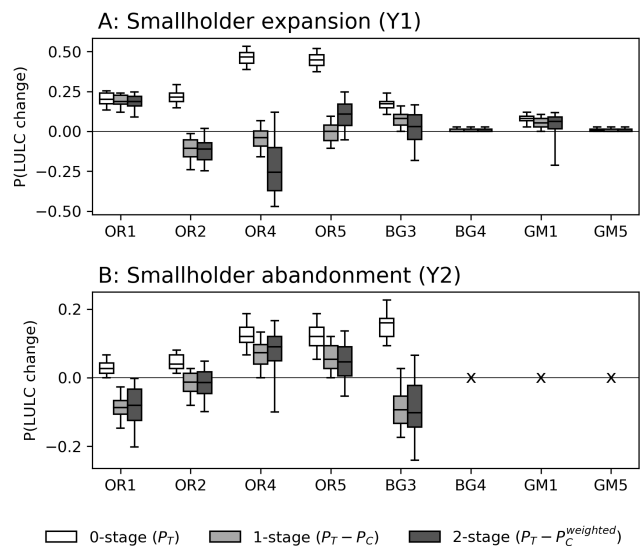 A: Smallholder expansion (Y1)
P(LULC change)
0.50
0.25
0.00
−0.25
−0.50
OR1 OR2 OR4 OR5 BG3 BG4 GM1 GM5
B: Smallholder abandonment (Y2)
P(LULC change)
0.2
0.0
−0.2
x x x
OR1 OR2 OR4 OR5 BG3 BG4 GM1 GM5
0-stage (P_T) 1-stage (P_T − P_C) 2-stage (P_T − P_C^weighted)